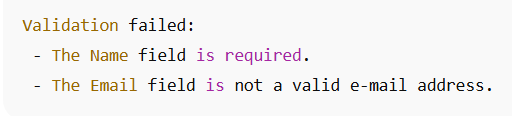 Validation failed:
- The Name field is required.
- The Email field is not a valid e-mail address.